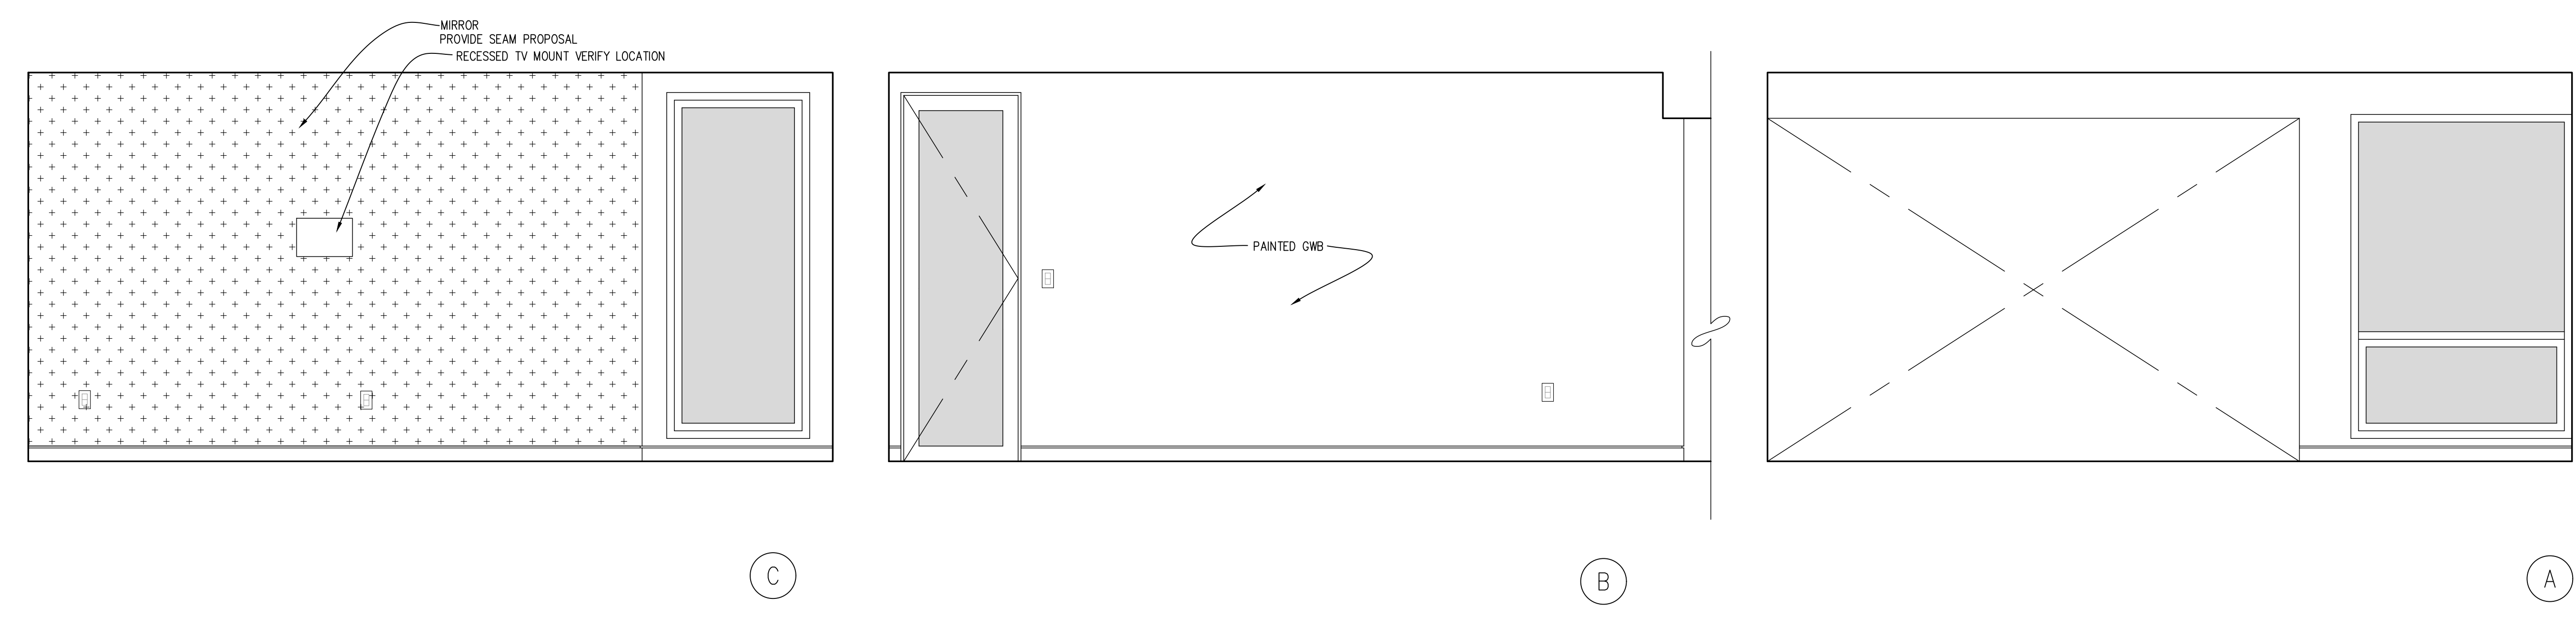 MIRROR
PROVIDE SEAM PROPOSAL
RECESSED TV MOUNT VERIFY LOCATION
PAINTED GWB
C
B
A